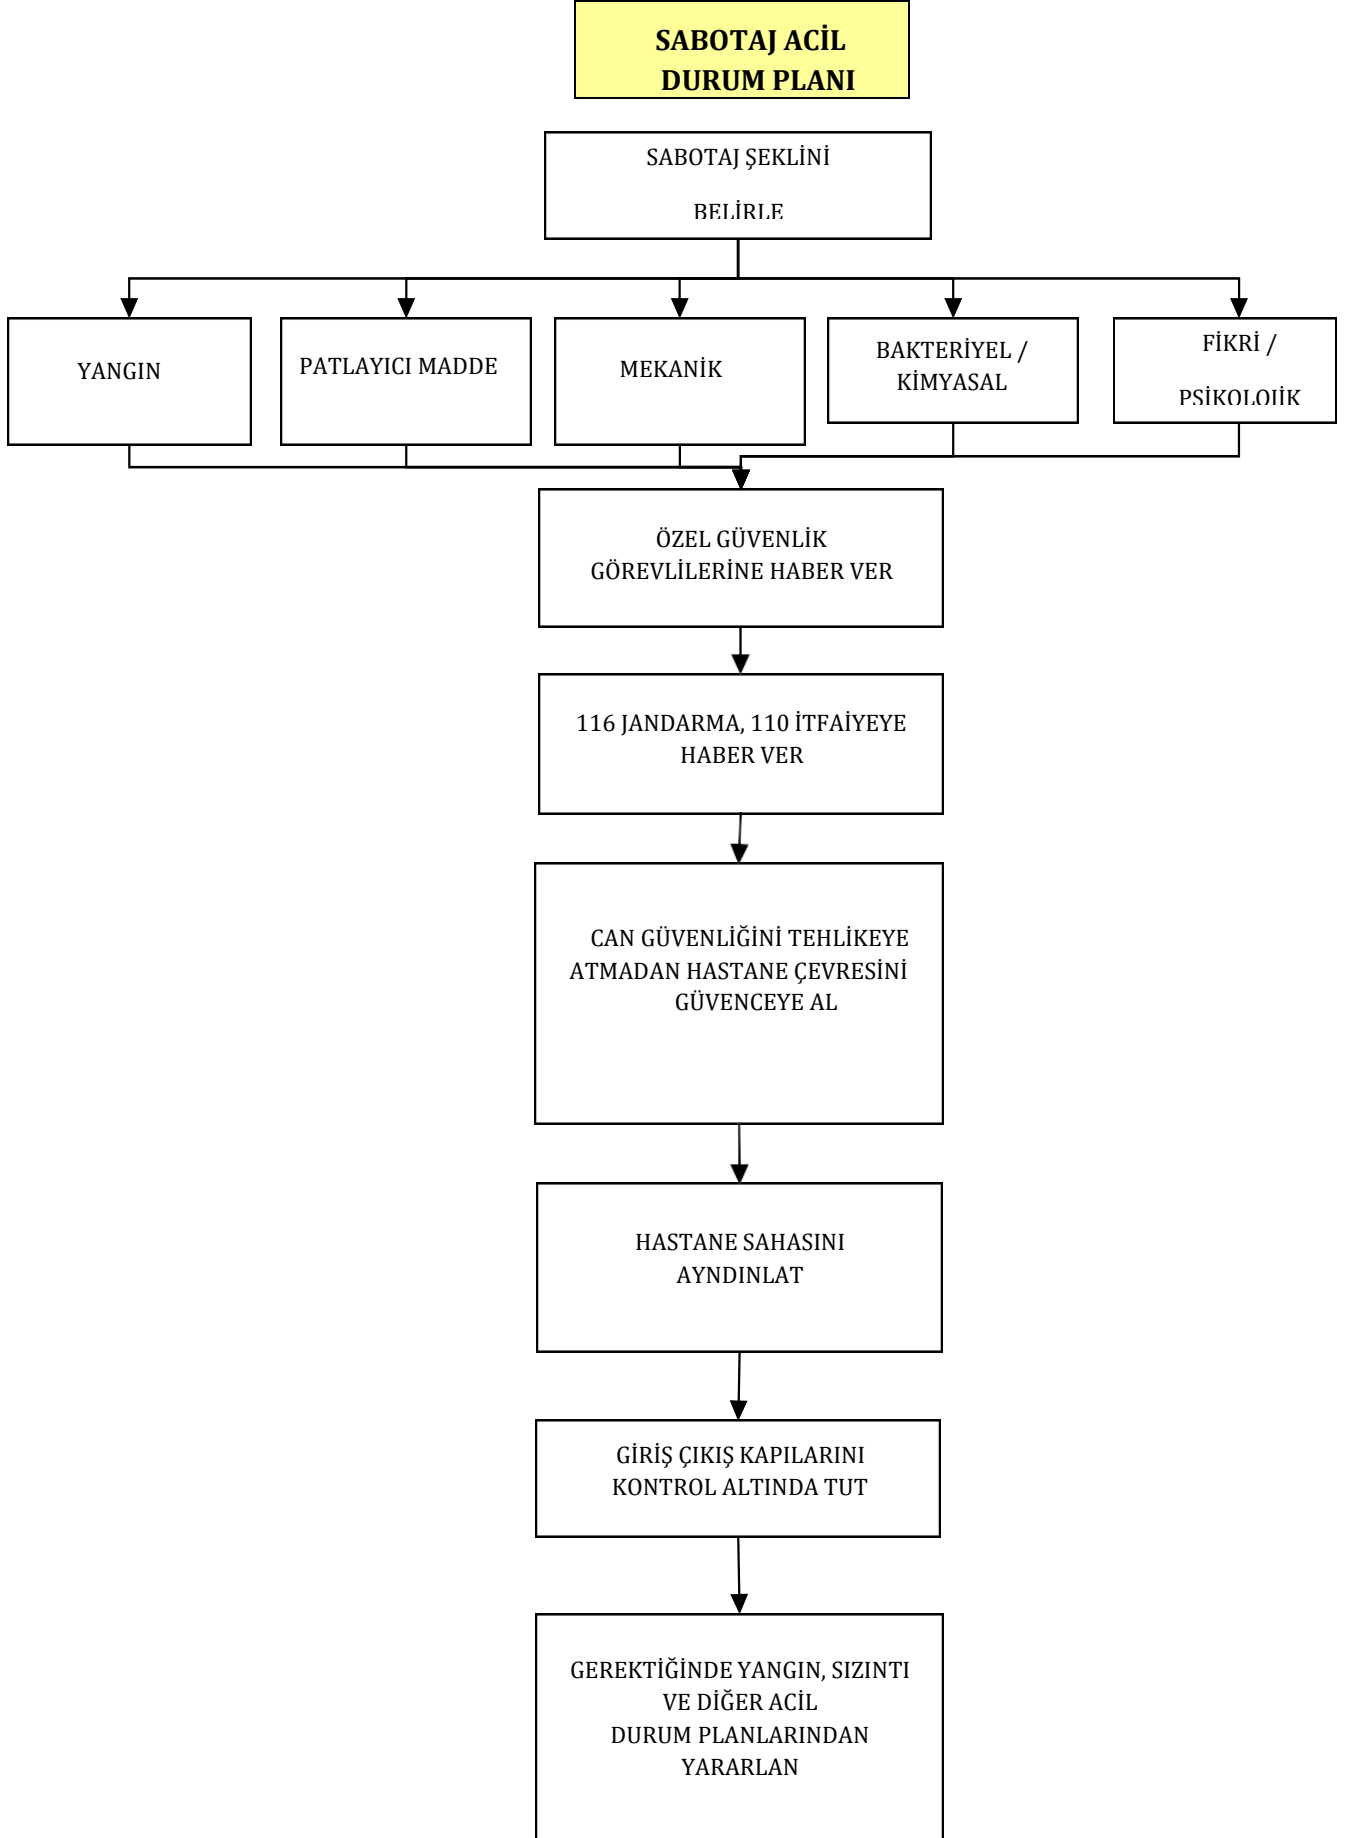 SABOTAJ ACİL
DURUM PLANI
SABOTAJ ŞEKLİNİ
BELİRLE
YANGIN
PATLAYICI MADDE
MEKANİK
BAKTERİYEL /
KİMYASAL
FİKRİ /
PSİKOLOJİK
ÖZEL GÜVENLİK
GÖREVLİLERİNE HABER VER
116 JANDARMA, 110 İTFAİYEYE
HABER VER
CAN GÜVENLİĞİNİ TEHLİKEYE
ATMADAN HASTANE ÇEVRESİNİ
GÜVENCEYE AL
HASTANE SAHASINI
AYNDINLAT
GİRİŞ ÇIKIŞ KAPILARINI
KONTROL ALTINDA TUT
GEREKTİĞİNDE YANGIN, SIZINTI
VE DİĞER ACİL
DURUM PLANLARINDAN
YARARLAN